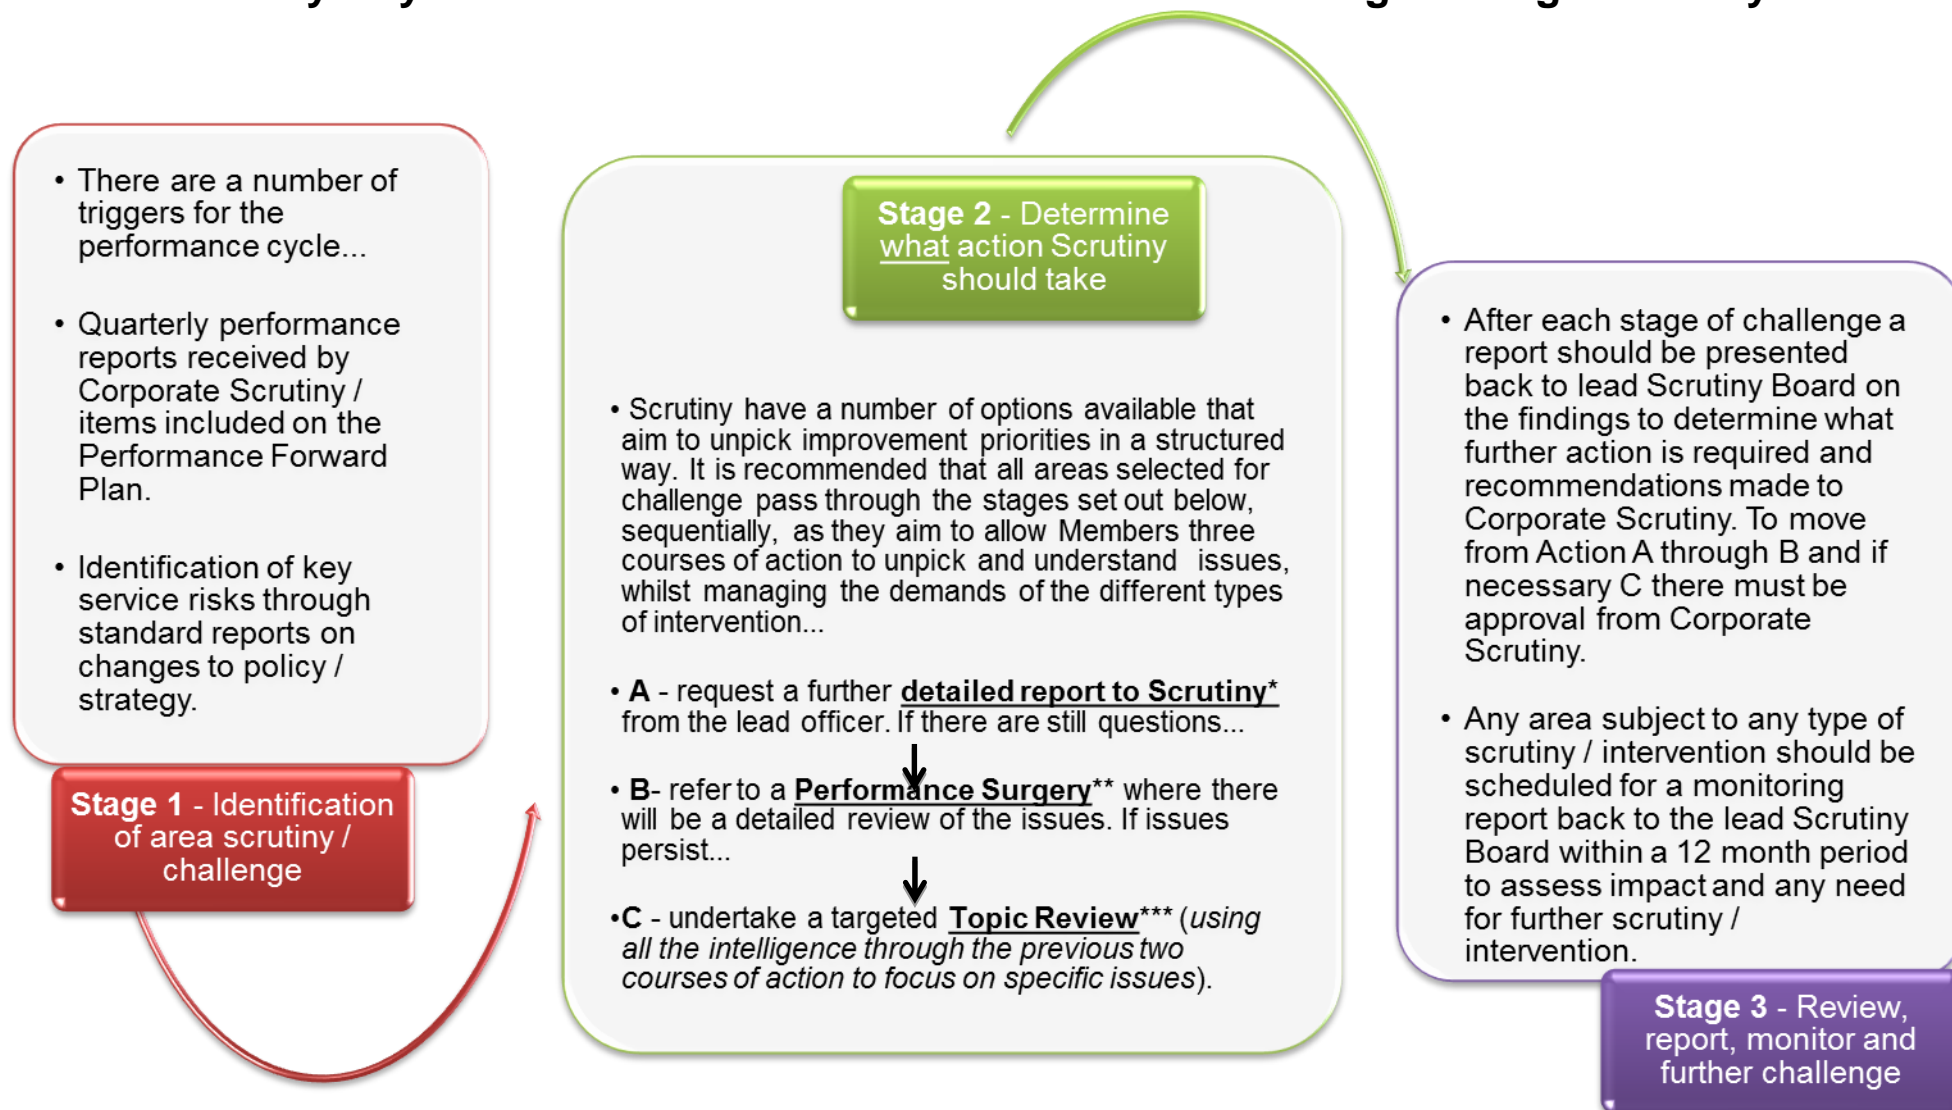 • There are a number of
triggers for the
performance cycle...
• Quarterly performance
reports received by
Corporate Scrutiny /
items included on the
Performance Forward
Plan.
• Identification of key
service risks through
standard reports on
changes to policy /
strategy.
Stage 1 - Identification
of area scrutiny /
challenge
Stage 2 - Determine
what action Scrutiny
should take
• Scrutiny have a number of options available that
aim to unpick improvement priorities in a structured
way. It is recommended that all areas selected for
challenge pass through the stages set out below,
sequentially, as they aim to allow Members three
courses of action to unpick and understand issues,
whilst managing the demands of the different types
of intervention...
• A - request a further detailed report to Scrutiny*
from the lead officer. If there are still questions...
• B- refer to a Performance Surgery** where there
will be a detailed review of the issues. If issues
persist...
•C - undertake a targeted Topic Review*** (using
all the intelligence through the previous two
courses of action to focus on specific issues).
• After each stage of challenge a
report should be presented
back to lead Scrutiny Board on
the findings to determine what
further action is required and
recommendations made to
Corporate Scrutiny. To move
from Action A through B and if
necessary C there must be
approval from Corporate
Scrutiny.
• Any area subject to any type of
scrutiny / intervention should be
scheduled for a monitoring
report back to the lead Scrutiny
Board within a 12 month period
to assess impact and any need
for further scrutiny /
intervention.
Stage 3 - Review,
report, monitor and
further challenge